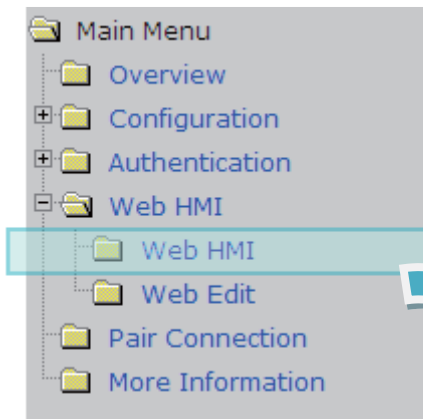 Main Menu
Overview
Configuration
Authentication
Web HMI
Web HMI
Web Edit
Pair Connection
More Information